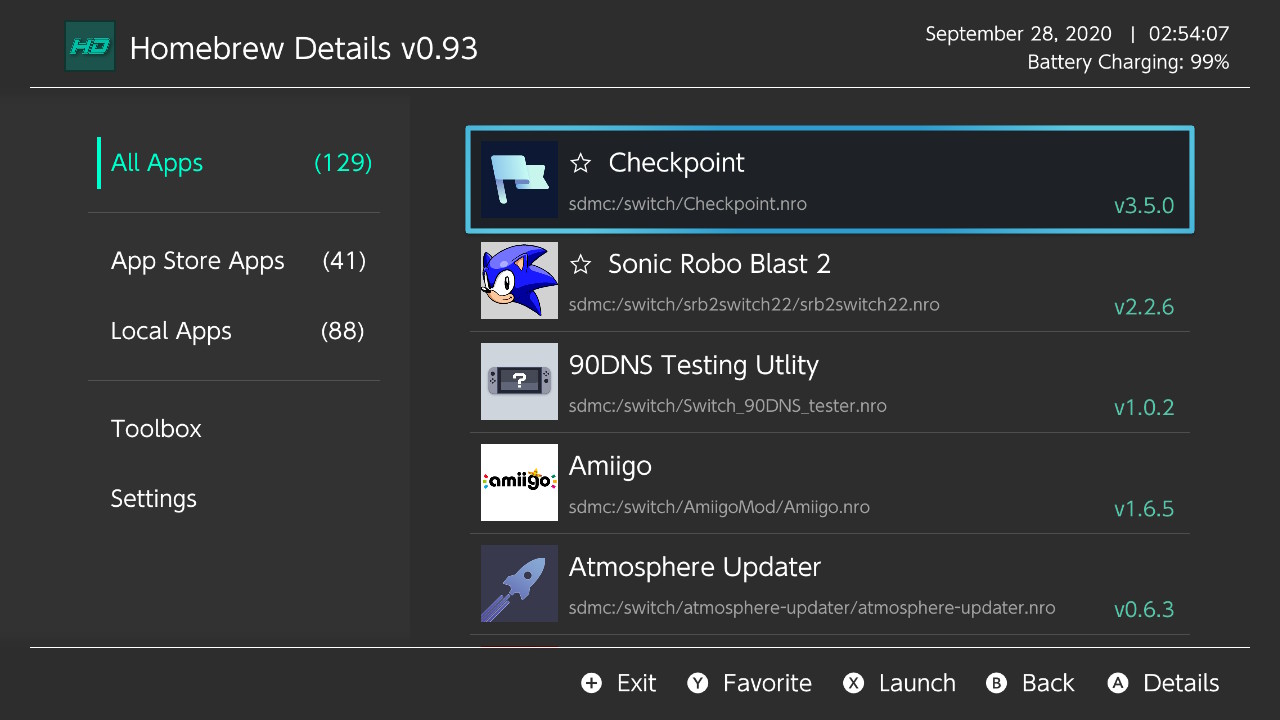 HD
Homebrew Details v0.93
September 28, 2020 | 02:54:07
Battery Charging: 99%
All Apps (129)
App Store Apps (41)
Local Apps (88)
Toolbox
Settings
☆ Checkpoint
sdmc:/switch/Checkpoint.nro
v3.5.0
☆ Sonic Robo Blast 2
sdmc:/switch/srb2switch22/srb2switch22.nro
v2.2.6
?
90DNS Testing Utlity
sdmc:/switch/Switch_90DNS_tester.nro
v1.0.2
amiigo
Amiigo
sdmc:/switch/AmiigoMod/Amiigo.nro
v1.6.5
Atmosphere Updater
sdmc:/switch/atmosphere-updater/atmosphere-updater.nro
v0.6.3
+ Exit Y Favorite X Launch B Back A Details